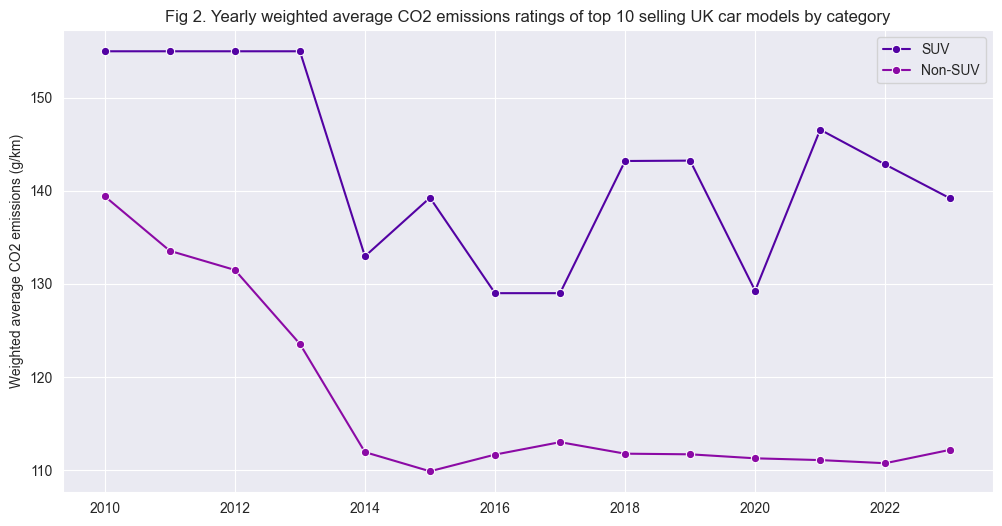 Fig 2. Yearly weighted average CO2 emissions ratings of top 10 selling UK car models by category
SUV
Non-SUV
Weighted average CO2 emissions (g/km)
150
140
130
120
110
2010 2012 2014 2016 2018 2020 2022